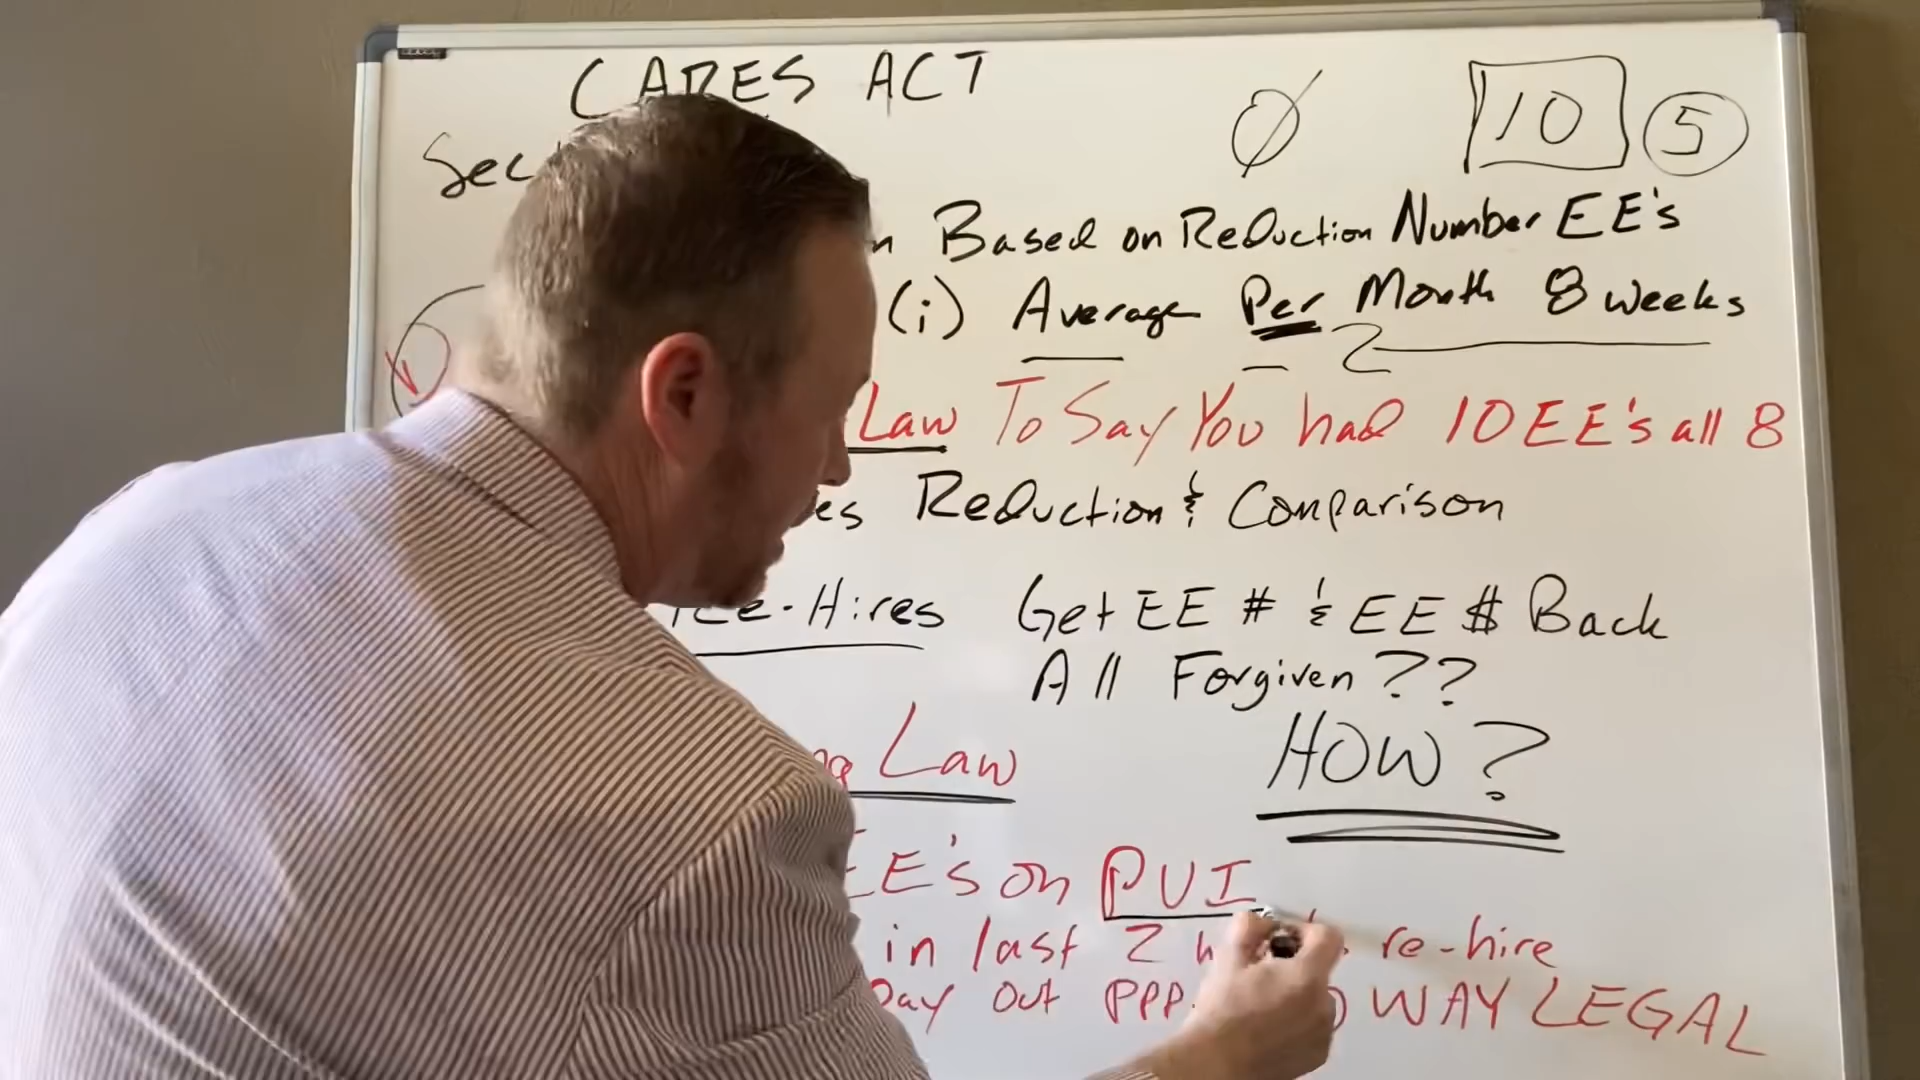 CARES ACT
Ø 10 5
Sec
Based on Reduction Number EE's
(i) Average Per Month 8 weeks
Law To Say You had 10 EE's all 8
Reduction & Comparison
Re-Hires Get EE # & EE $ Back
All Forgiven ??
Law HOW ?
EE's on PUI
in last 2 re-hire
Pay Out PPP. WAY LEGAL